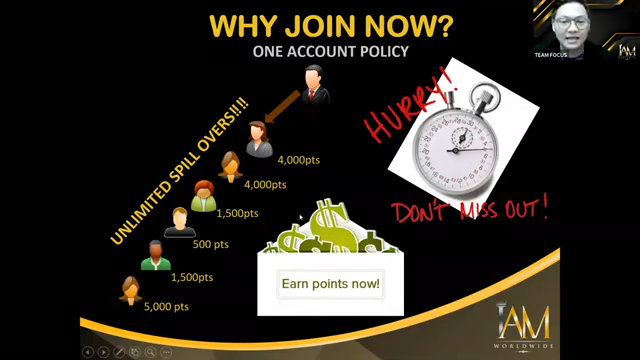 WHY JOIN NOW?
ONE ACCOUNT POLICY
UNLIMITED SPILL OVERS!!!!
4,000pts
4,000pts
1,500pts
500 pts
1,500pts
5,000 pts
HURRY!
DON'T MISS OUT!
Earn points now!
TEAM FOCUS
IAM
WORLDWIDE